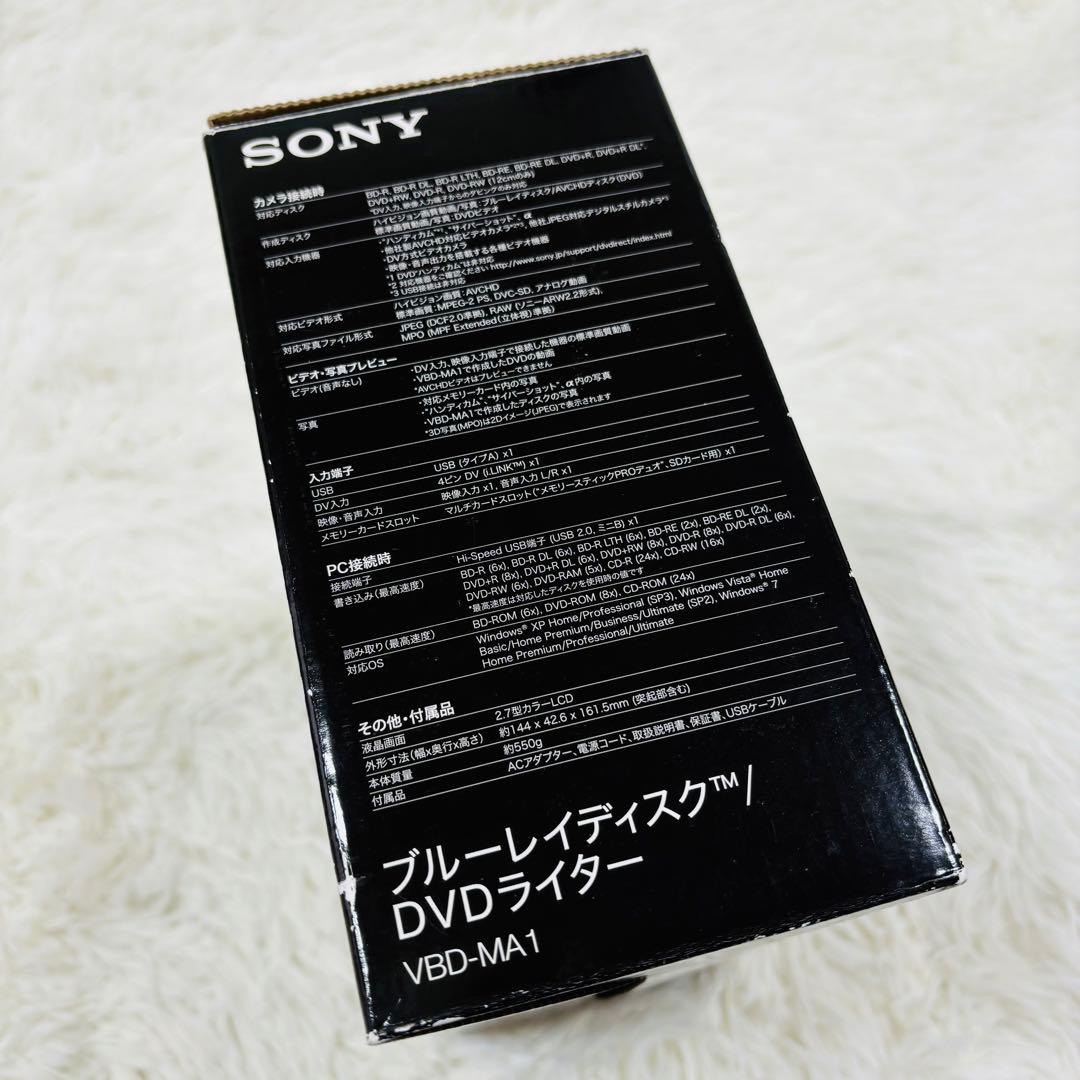 SONY
カメラ接続時
対応ディスク BD-R, BD-R DL, BD-R LTH, BD-RE, BD-RE DL, DVD+R, DVD+R DL*,
DVD+RW, DVD-R, DVD-RW (12cmのみ)
*DV入力、映像入力端子からのダビングのみ対応
作成ディスク ハイビジョン画質動画/写真:ブルーレイディスク/AVCHDディスク(DVD)
標準画質動画/写真:DVDビデオ
対応入力機器 ・“ハンディカム”*1、“サイバーショット”、α
・他社製AVCHD対応ビデオカメラ*2*3、他社JPEG対応デジタルスチルカメラ*3
・DV方式ビデオカメラ
・映像・音声出力を搭載する各種ビデオ機器
*1 DVD“ハンディカム”は非対応
*2 対応機器をご確認ください http://www.sony.jp/support/dvdirect/index.html
*3 USB接続は非対応
対応ビデオ形式 ハイビジョン画質:AVCHD
標準画質:MPEG-2 PS, DVC-SD, アナログ動画
対応写真ファイル形式 JPEG (DCF2.0準拠), RAW (ソニーARW2.2形式),
MPO (MPF Extended(立体視)準拠)
ビデオ・写真プレビュー
ビデオ(音声なし) ・DV入力、映像入力端子で接続した機器の標準画質動画
・VBD-MA1で作成したDVDの動画
*AVCHDビデオはプレビューできません
写真 ・対応メモリーカード内の写真
・“ハンディカム”、“サイバーショット”、α内の写真
・VBD-MA1で作成したディスクの写真
*3D写真(MPO)は2Dイメージ(JPEG)で表示されます
入力端子
USB USB (タイプA) x1
DV入力 4ピン DV (i.LINK™) x1
映像・音声入力 映像入力 x1, 音声入力 L/R x1
メモリーカードスロット マルチカードスロット(“メモリースティックPROデュオ”、SDカード用) x1
PC接続時
接続端子 Hi-Speed USB端子 (USB 2.0, ミニB) x1
書き込み(最高速度) BD-R (6x), BD-R DL (6x), BD-R LTH (6x), BD-RE (2x), BD-RE DL (2x),
DVD+R (8x), DVD+R DL (6x), DVD+RW (8x), DVD-R (8x), DVD-R DL (6x),
DVD-RW (6x), DVD-RAM (5x), CD-R (24x), CD-RW (16x)
*最高速度は対応したディスクを使用時の値です
読み取り(最高速度) BD-ROM (6x), DVD-ROM (8x), CD-ROM (24x)
対応OS Windows® XP Home/Professional (SP3), Windows Vista® Home
Basic/Home Premium/Business/Ultimate (SP2), Windows® 7
Home Premium/Professional/Ultimate
その他・付属品
液晶画面 2.7型カラーLCD
外形寸法(幅x奥行x高さ) 約144 x 42.6 x 161.5mm (突起部含む)
本体質量 約550g
付属品 ACアダプター、電源コード、取扱説明書、保証書、USBケーブル
ブルーレイディスク™/
DVDライター
VBD-MA1